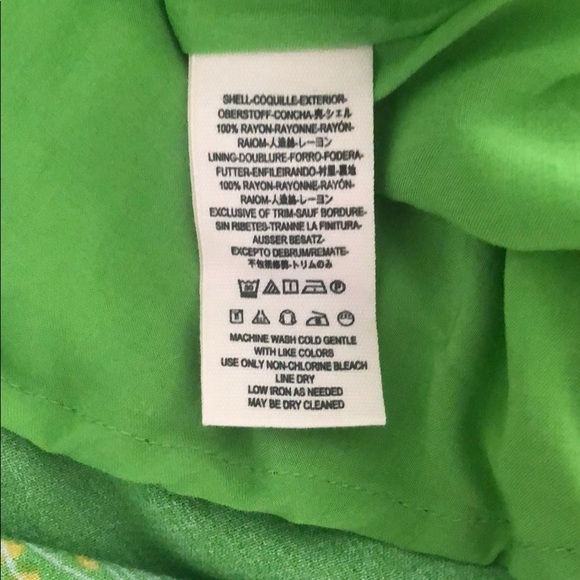 SHELL-COQUILLE-EXTERIOR-
OBERSTOFF-CONCHA-壳-シェル
100% RAYON-RAYONNE-RAYÓN-
RAIOM-人造絲-レーヨン
LINING-DOUBLURE-FORRO-FODERA-
FUTTER-ENFILEIRANDO-衬里-裏地
100% RAYON-RAYONNE-RAYÓN-
RAIOM-人造絲-レーヨン
EXCLUSIVE OF TRIM-SAUF BORDURE-
SIN RIBETES-TRANNE LA FINITURA-
AUSSER BESATZ-
EXCEPTO DEBRUM/REMATE-
不包括修飾-トリムのみ
MACHINE WASH COLD GENTLE
WITH LIKE COLORS
USE ONLY NON-CHLORINE BLEACH
LINE DRY
LOW IRON AS NEEDED
MAY BE DRY CLEANED